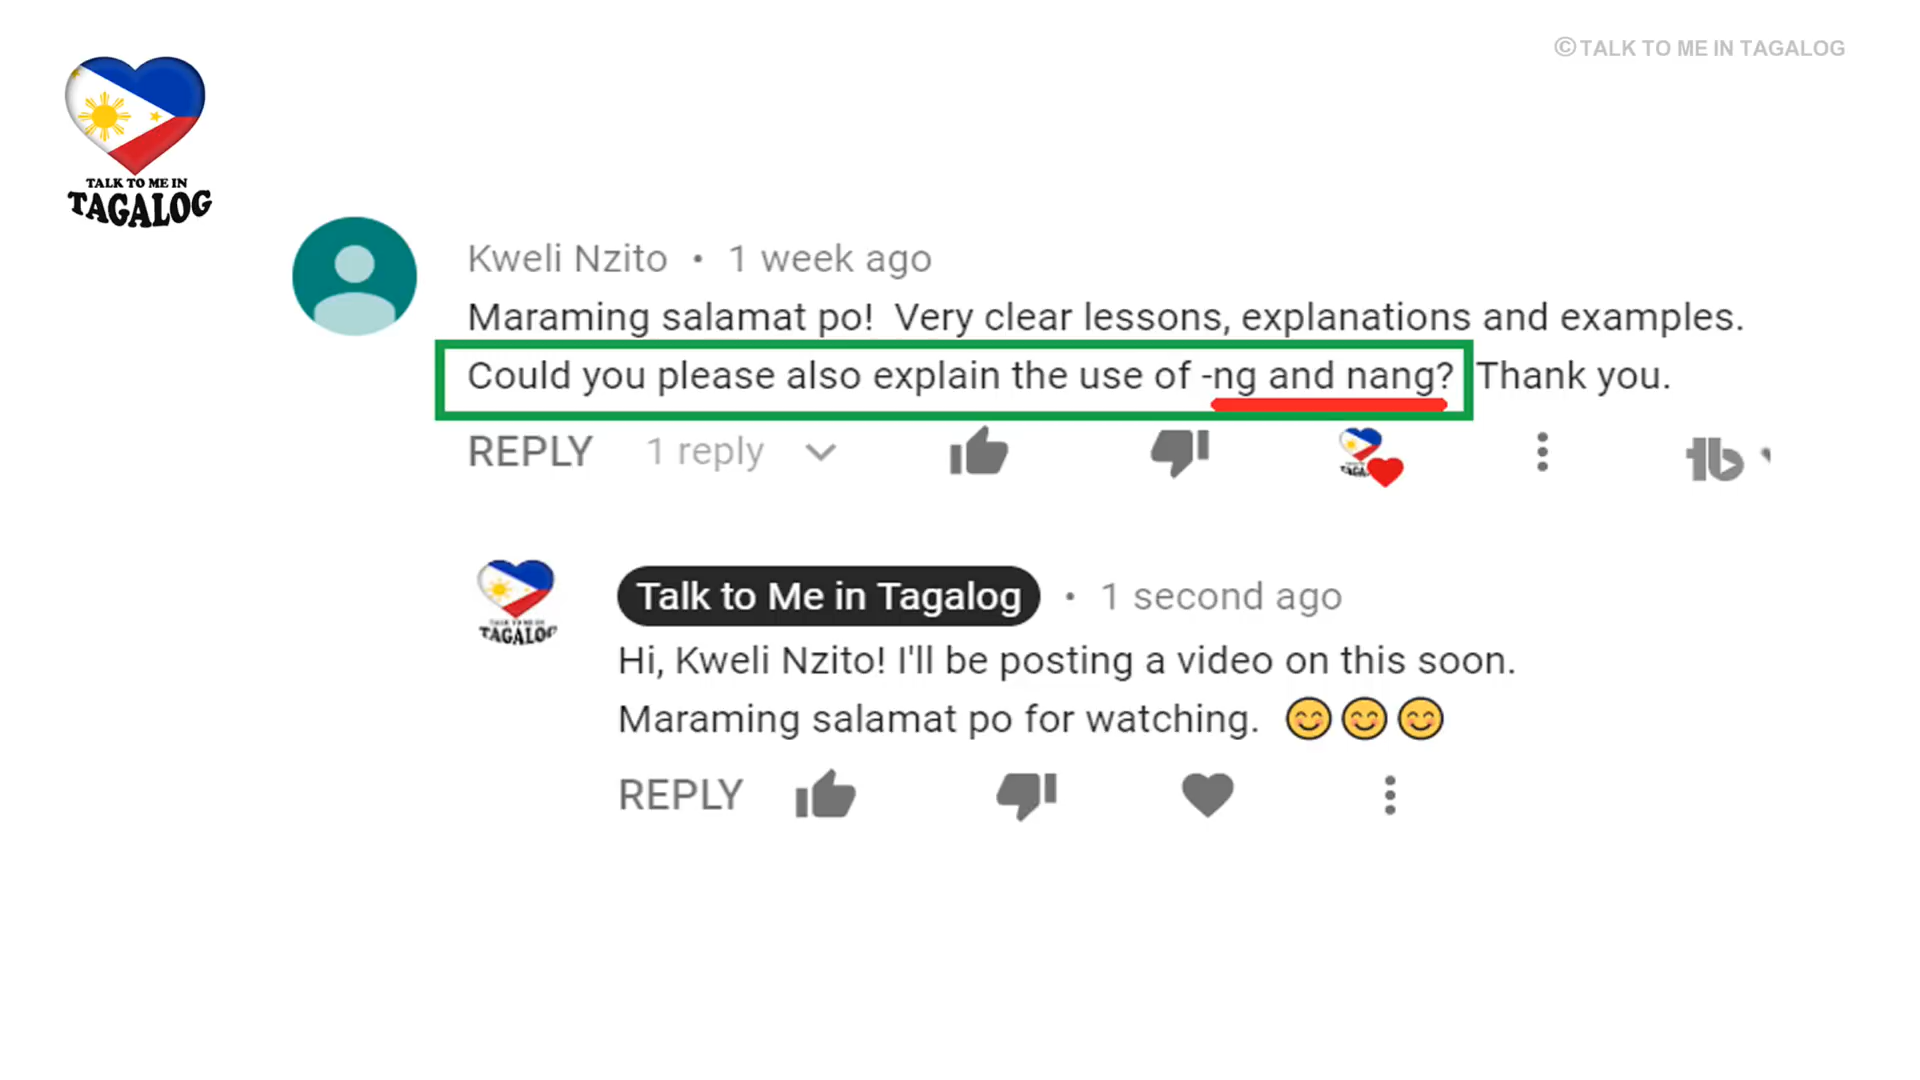 ©TALK TO ME IN TAGALOG
TALK TO ME IN
TAGALOG
Kweli Nzito • 1 week ago
Maraming salamat po! Very clear lessons, explanations and examples.
Could you please also explain the use of -ng and nang? Thank you.
REPLY 1 reply
Talk to Me in Tagalog • 1 second ago
TAGALOG
Hi, Kweli Nzito! I'll be posting a video on this soon.
Maraming salamat po for watching. 😊😊😊
REPLY